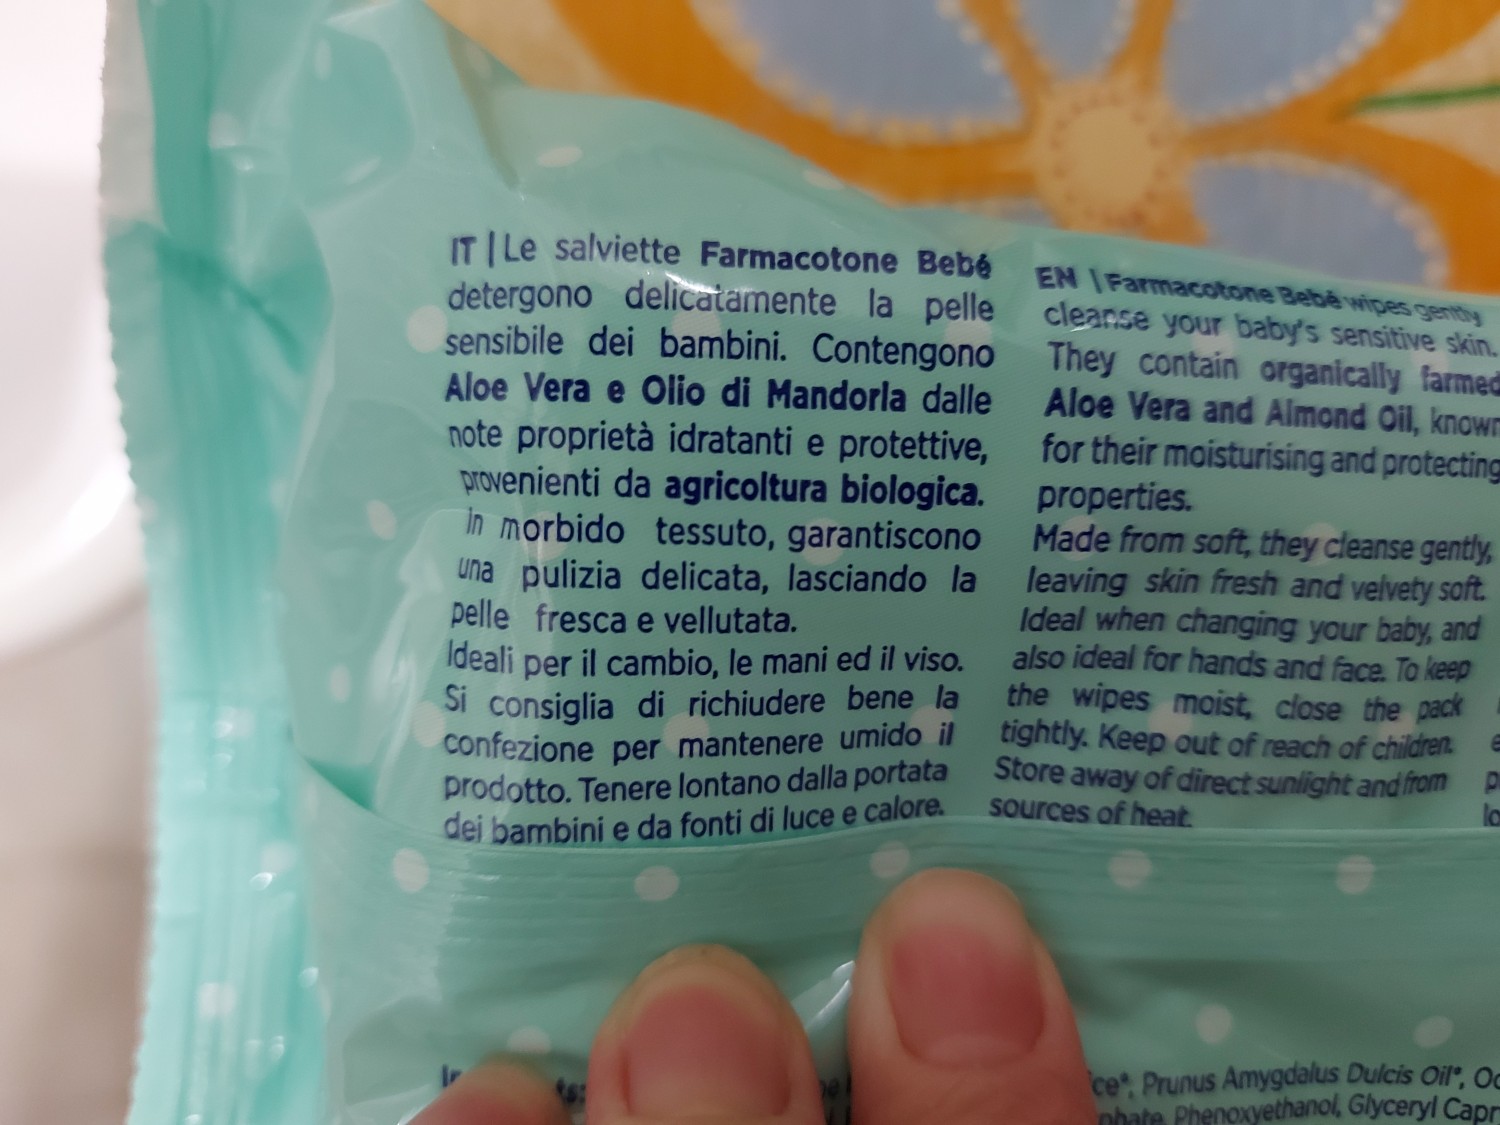 IT | Le salviette Farmacotone Bebé
detergono delicatamente la pelle
sensibile dei bambini. Contengono
Aloe Vera e Olio di Mandorla dalle
note proprietà idratanti e protettive,
provenienti da agricoltura biologica.
In morbido tessuto, garantiscono
una pulizia delicata, lasciando la
pelle fresca e vellutata.
Ideali per il cambio, le mani ed il viso.
Si consiglia di richiudere bene la
confezione per mantenere umido il
prodotto. Tenere lontano dalla portata
dei bambini e da fonti di luce e calore.
EN | Farmacotone Bebé wipes gently
cleanse your baby's sensitive skin.
They contain organically farmed
Aloe Vera and Almond Oil, known
for their moisturising and protecting
properties.
Made from soft, they cleanse gently,
leaving skin fresh and velvety soft.
Ideal when changing your baby, and
also ideal for hands and face. To keep
the wipes moist, close the pack
tightly. Keep out of reach of children.
Store away of direct sunlight and from
sources of heat.
Prunus Amygdalus Dulcis Oil*,
Phenoxyethanol, Glyceryl